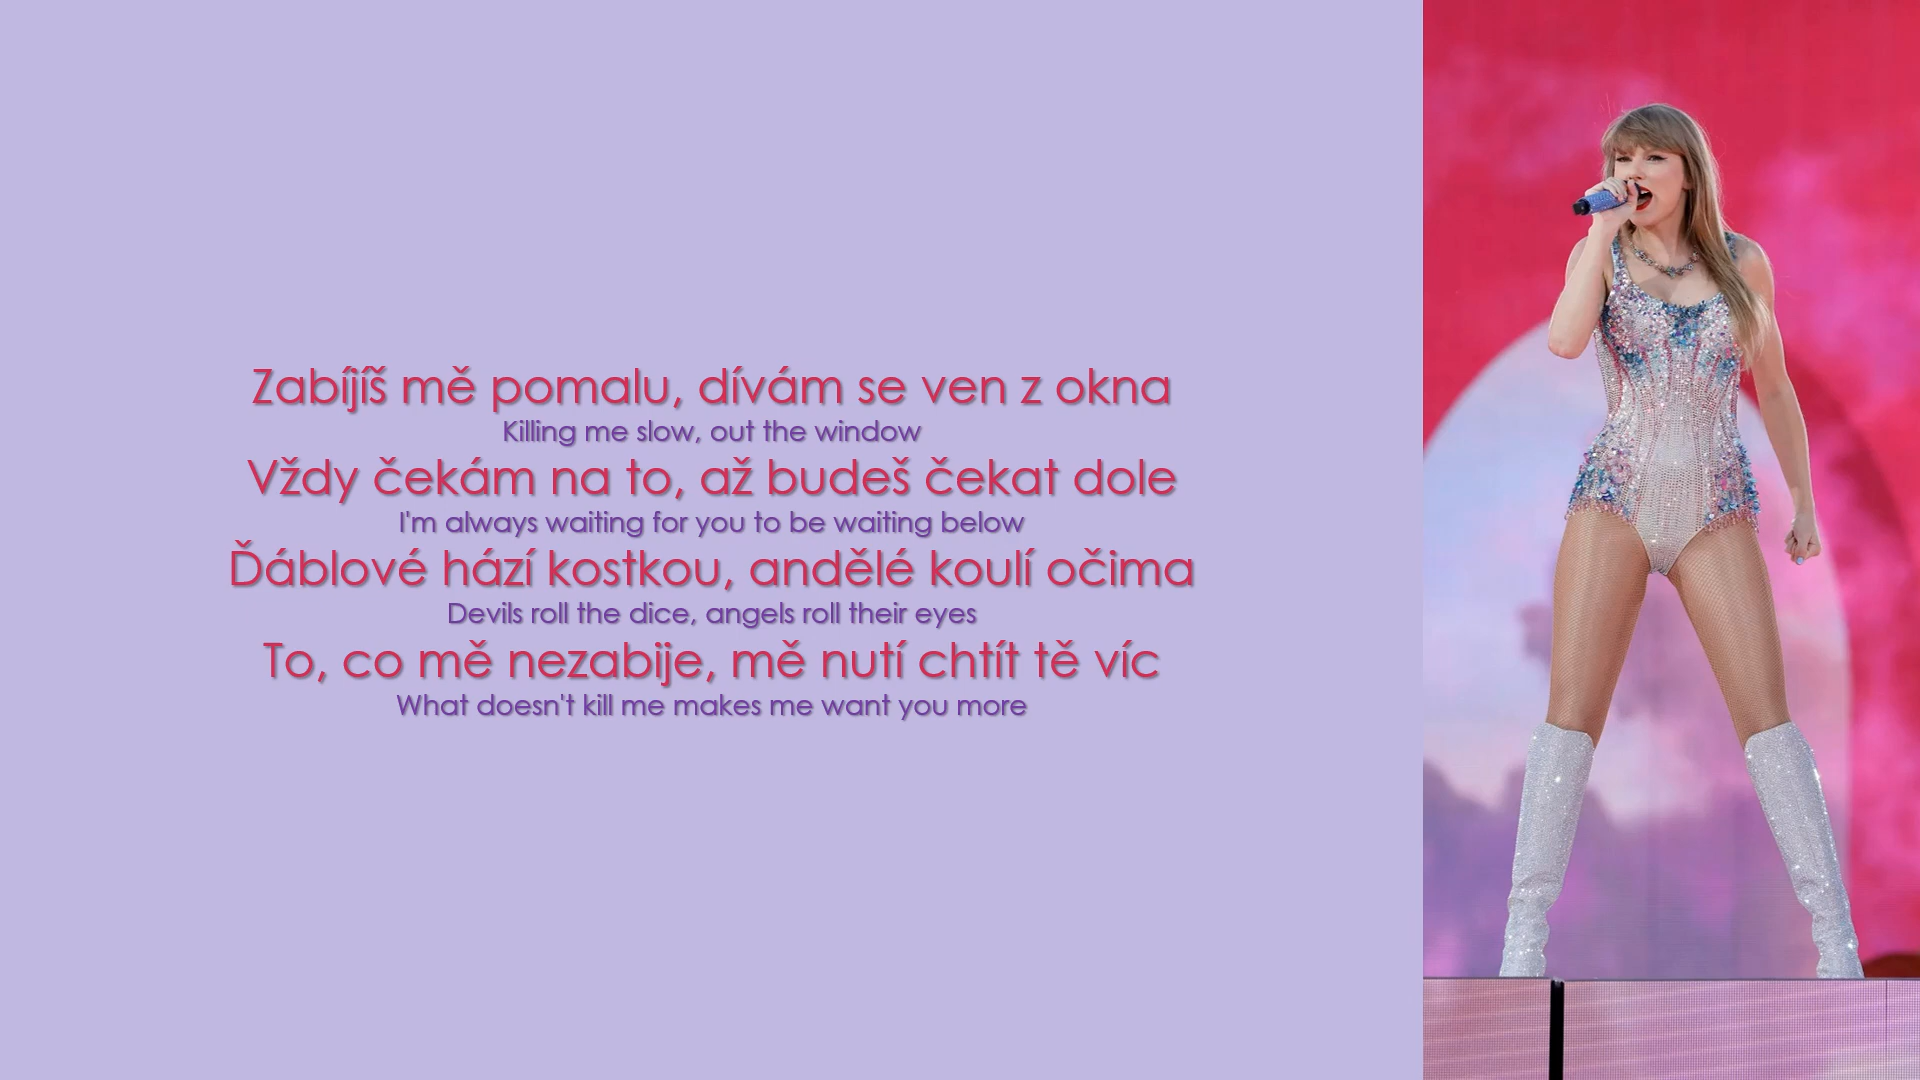 Zabíjíš mě pomalu, dívám se ven z okna
Killing me slow, out the window
Vždy čekám na to, až budeš čekat dole
I'm always waiting for you to be waiting below
Ďáblové hází kostkou, andělé koulí očima
Devils roll the dice, angels roll their eyes
To, co mě nezabije, mě nutí chtít tě víc
What doesn't kill me makes me want you more